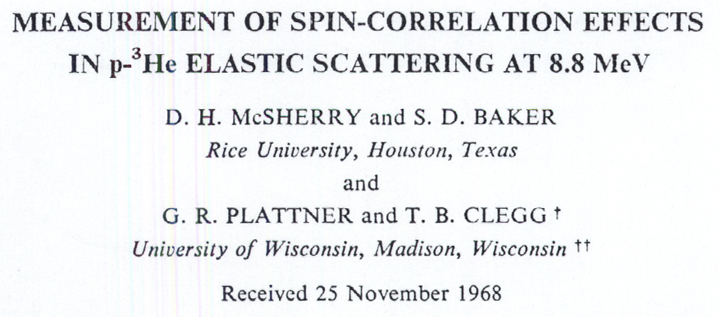 MEASUREMENT OF SPIN-CORRELATION EFFECTS
IN p-³He ELASTIC SCATTERING AT 8.8 MeV
D. H. McSHERRY and S. D. BAKER
Rice University, Houston, Texas
and
G. R. PLATTNER and T. B. CLEGG †
University of Wisconsin, Madison, Wisconsin ††
Received 25 November 1968